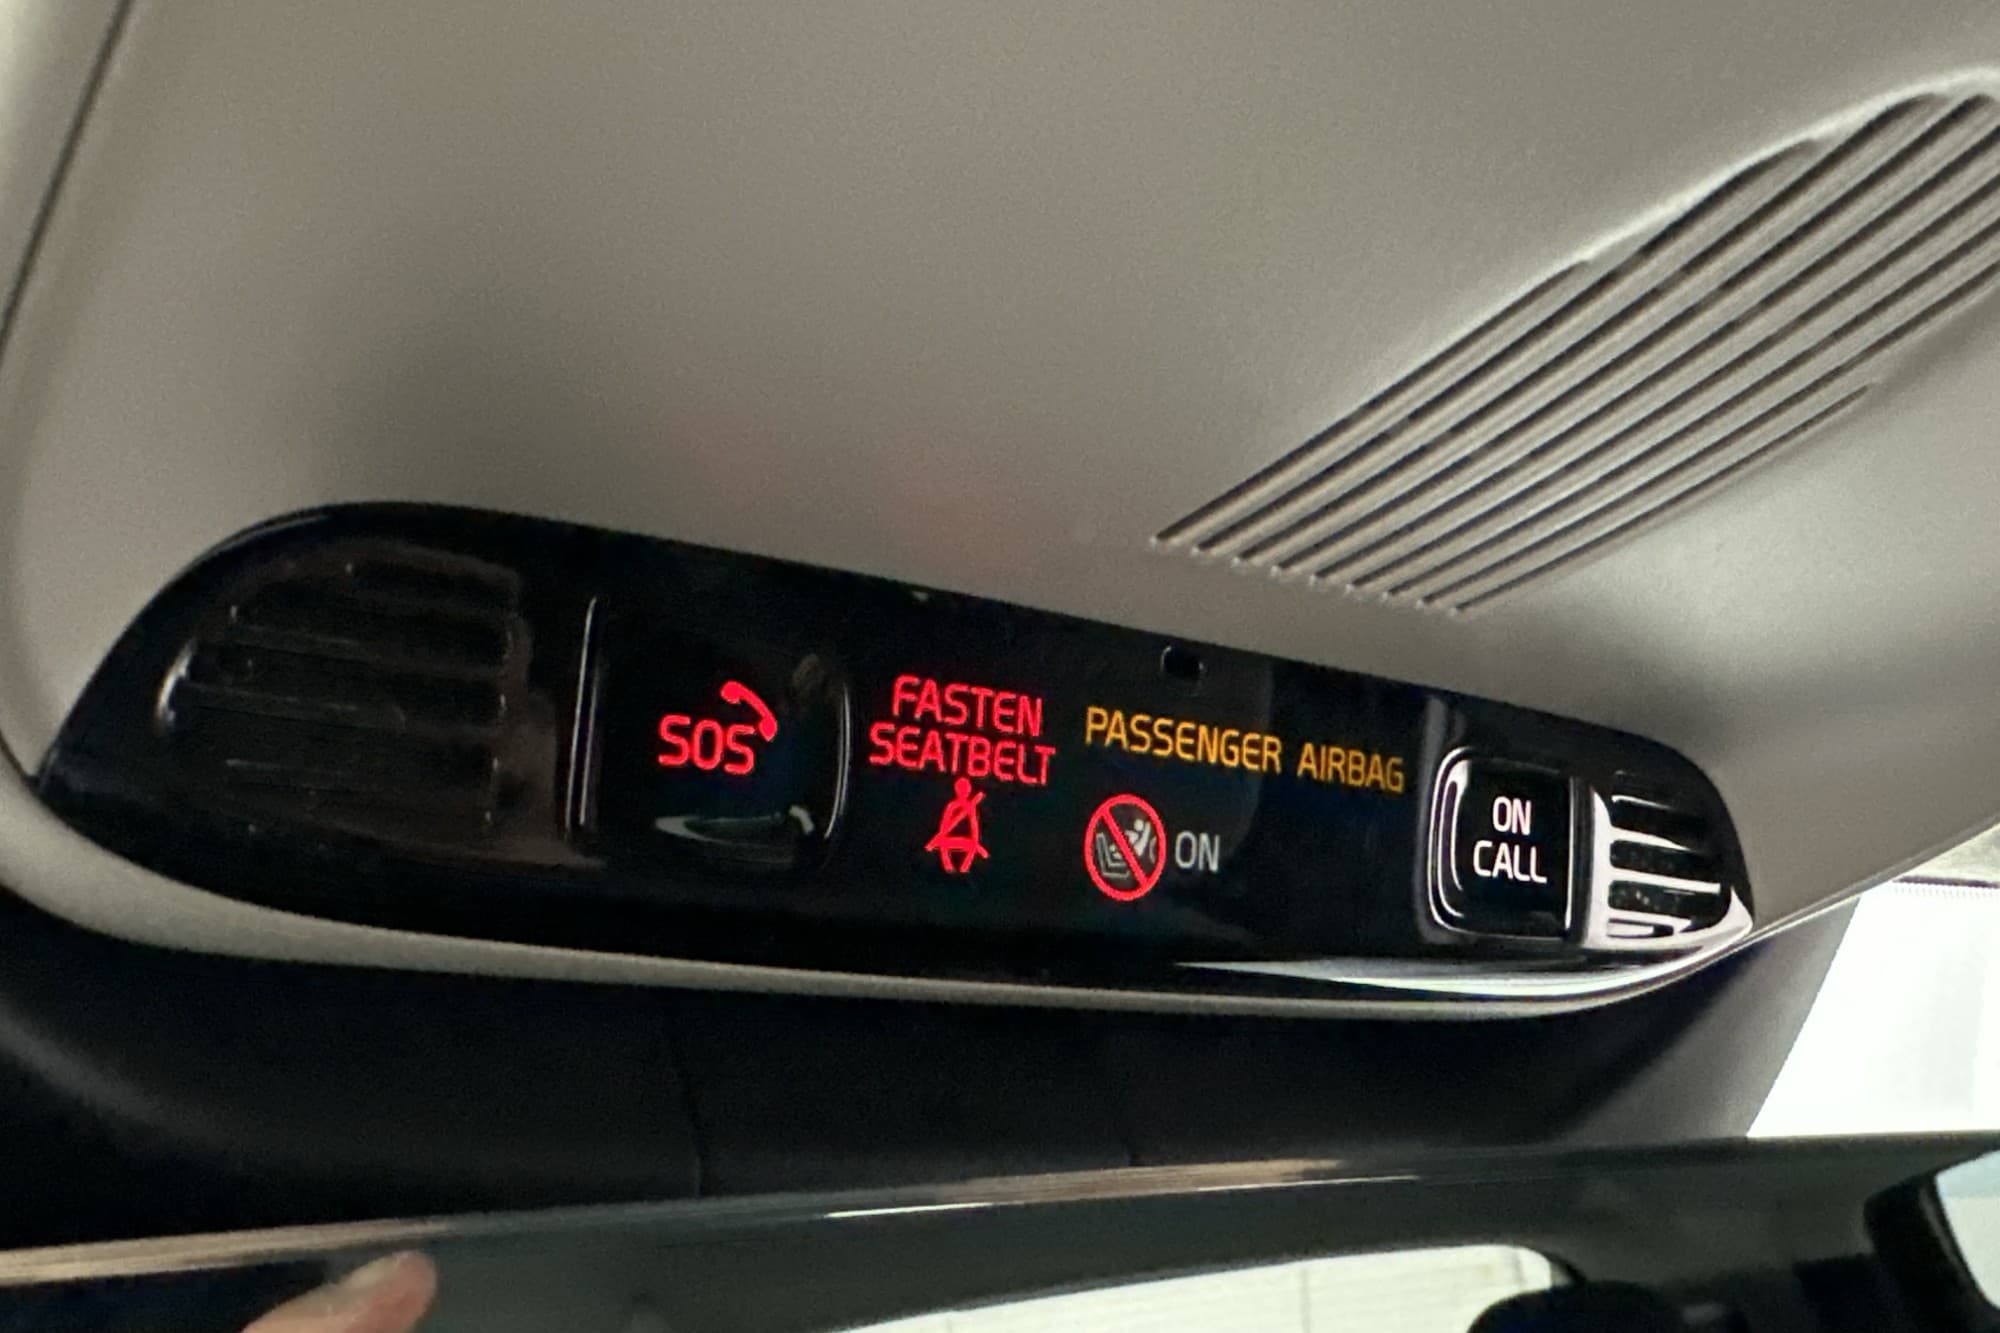 SOS
FASTEN
SEATBELT
PASSENGER AIRBAG
ON
ON
CALL